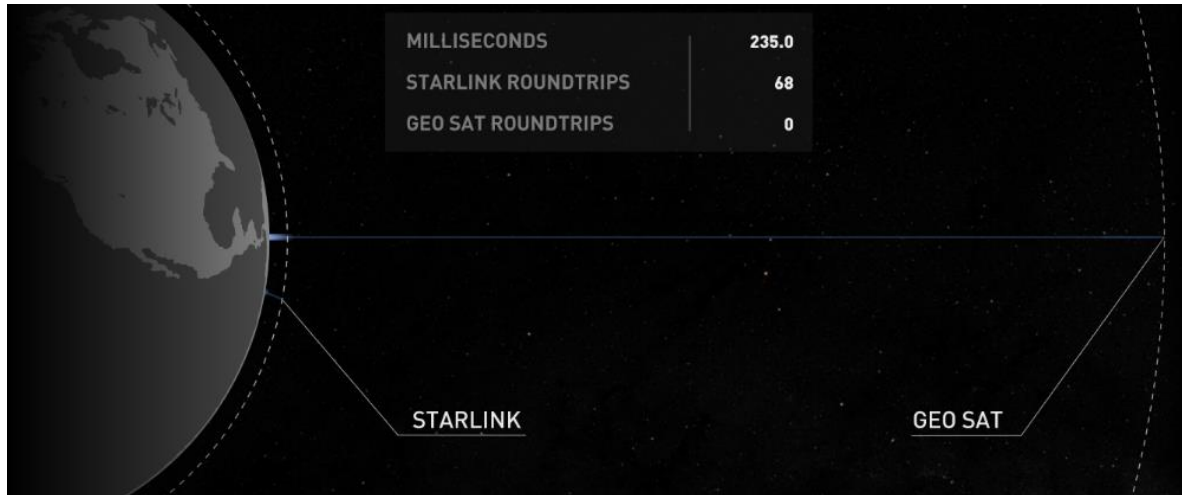 MILLISECONDS 235.0
STARLINK ROUNDTRIPS 68
GEO SAT ROUNDTRIPS 0
STARLINK
GEO SAT